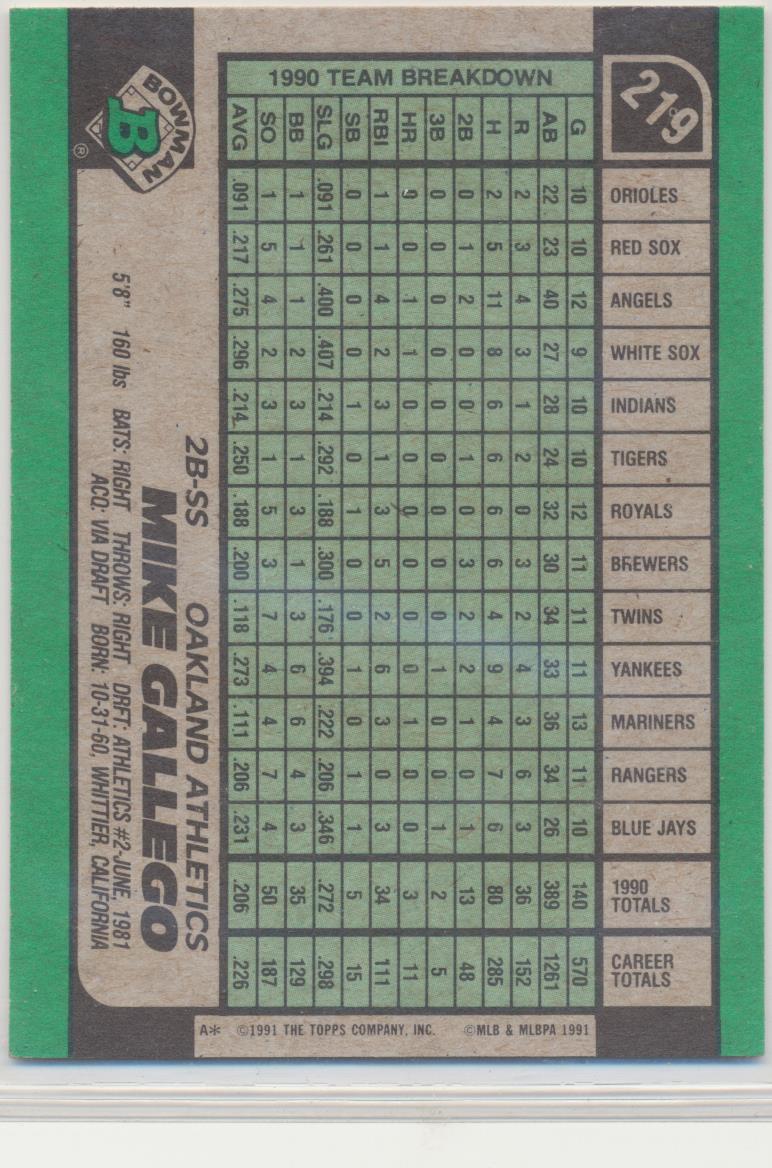 219
BOWMAN
B
®
2B-SS OAKLAND ATHLETICS
MIKE GALLEGO
5'8" 160 lbs BATS: RIGHT THROWS: RIGHT DRFT: ATHLETICS #2-JUNE, 1981
ACQ: VIA DRAFT BORN: 10-31-60, WHITTIER, CALIFORNIA
1990 TEAM BREAKDOWN
G AB R H 2B 3B HR RBI SB SLG BB SO AVG
ORIOLES 10 22 2 2 0 0 0 1 0 .091 1 1 .091
RED SOX 10 23 3 5 1 0 0 1 0 .261 1 5 .217
ANGELS 12 40 4 11 2 0 1 4 0 .400 1 4 .275
WHITE SOX 9 27 3 8 0 0 1 2 0 .407 2 2 .296
INDIANS 10 28 1 6 0 0 0 3 1 .214 3 3 .214
TIGERS 10 24 2 6 1 0 0 1 0 .292 1 1 .250
ROYALS 12 32 0 6 0 0 0 3 1 .188 3 5 .188
BREWERS 11 30 3 6 3 0 0 5 0 .300 1 3 .200
TWINS 11 34 2 4 2 0 0 2 0 .176 3 7 .118
YANKEES 11 33 4 9 2 1 0 6 1 .394 6 4 .273
MARINERS 13 36 3 4 1 0 1 3 0 .222 6 4 .111
RANGERS 11 34 6 7 0 0 0 0 1 .206 4 7 .206
BLUE JAYS 10 26 3 6 1 1 0 3 1 .346 3 4 .231
1990 TOTALS 140 389 36 80 13 2 3 34 5 .272 35 50 .206
CAREER TOTALS 570 1261 152 285 48 5 11 111 15 .298 129 187 .226
A* ©1991 THE TOPPS COMPANY, INC. ©MLB & MLBPA 1991